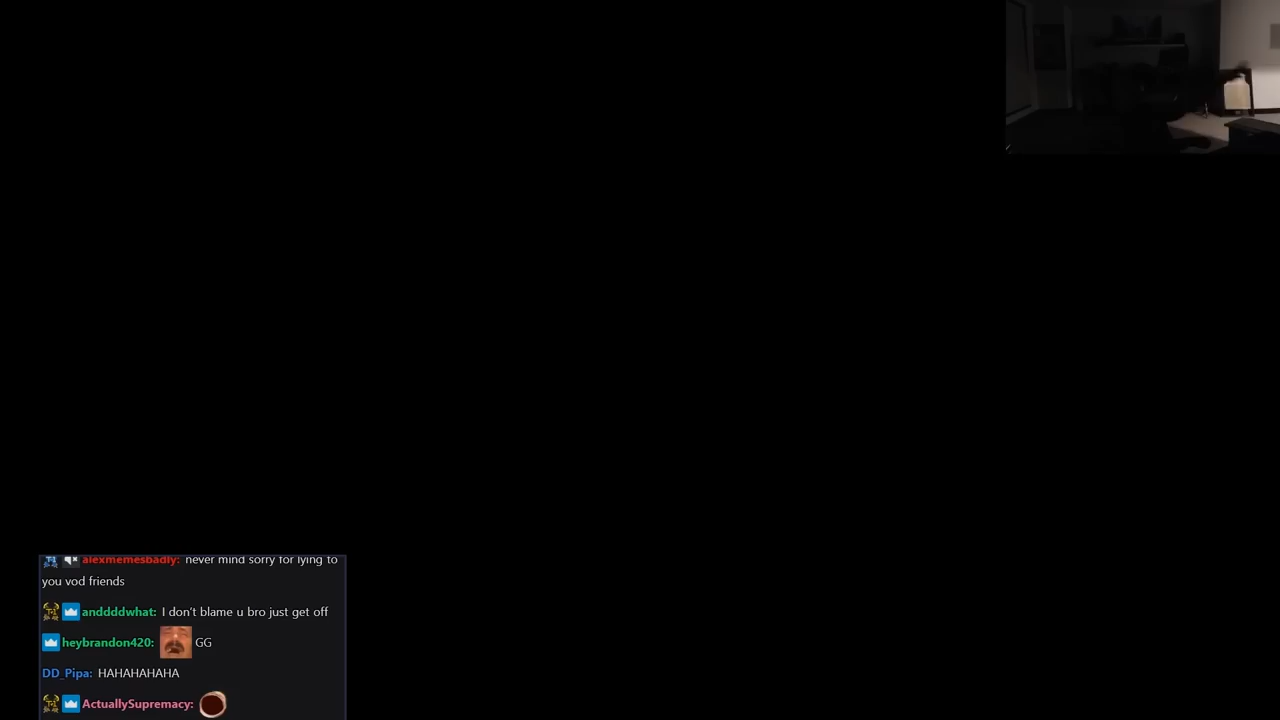 alexmemesbadly: never mind sorry for lying to
you vod friends
anddddwhat: I don't blame u bro just get off
heybrandon420: GG
DD_Pipa: HAHAHAHAHA
ActuallySupremacy: